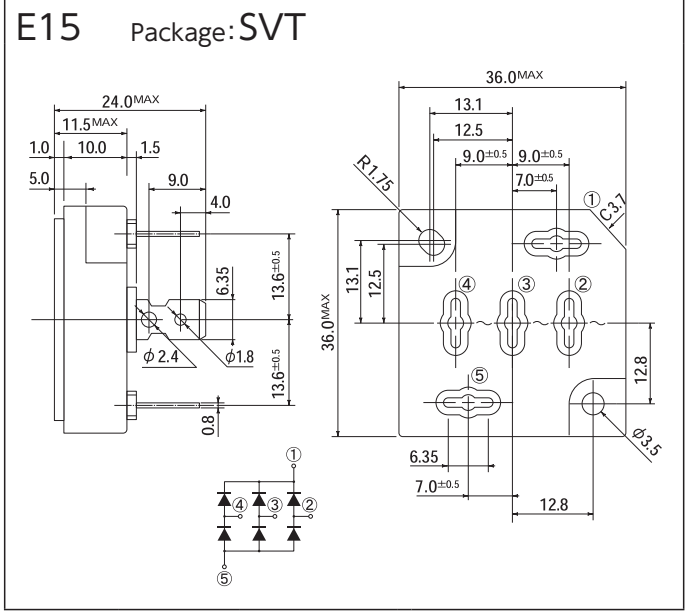 E15 Package:SVT
24.0MAX
11.5MAX
1.0 10.0 1.5
5.0
9.0
4.0
13.6±0.5
6.35
φ2.4
φ1.8
13.6±0.5
0.8
①
④ ③ ②
⑤
36.0MAX
13.1
12.5
9.0±0.5 9.0±0.5
7.0±0.5
R1.75
①
C3.7
36.0MAX
13.1
12.5
④ ③ ②
~ ~
⑤
12.8
φ3.5
6.35
7.0±0.5
12.8